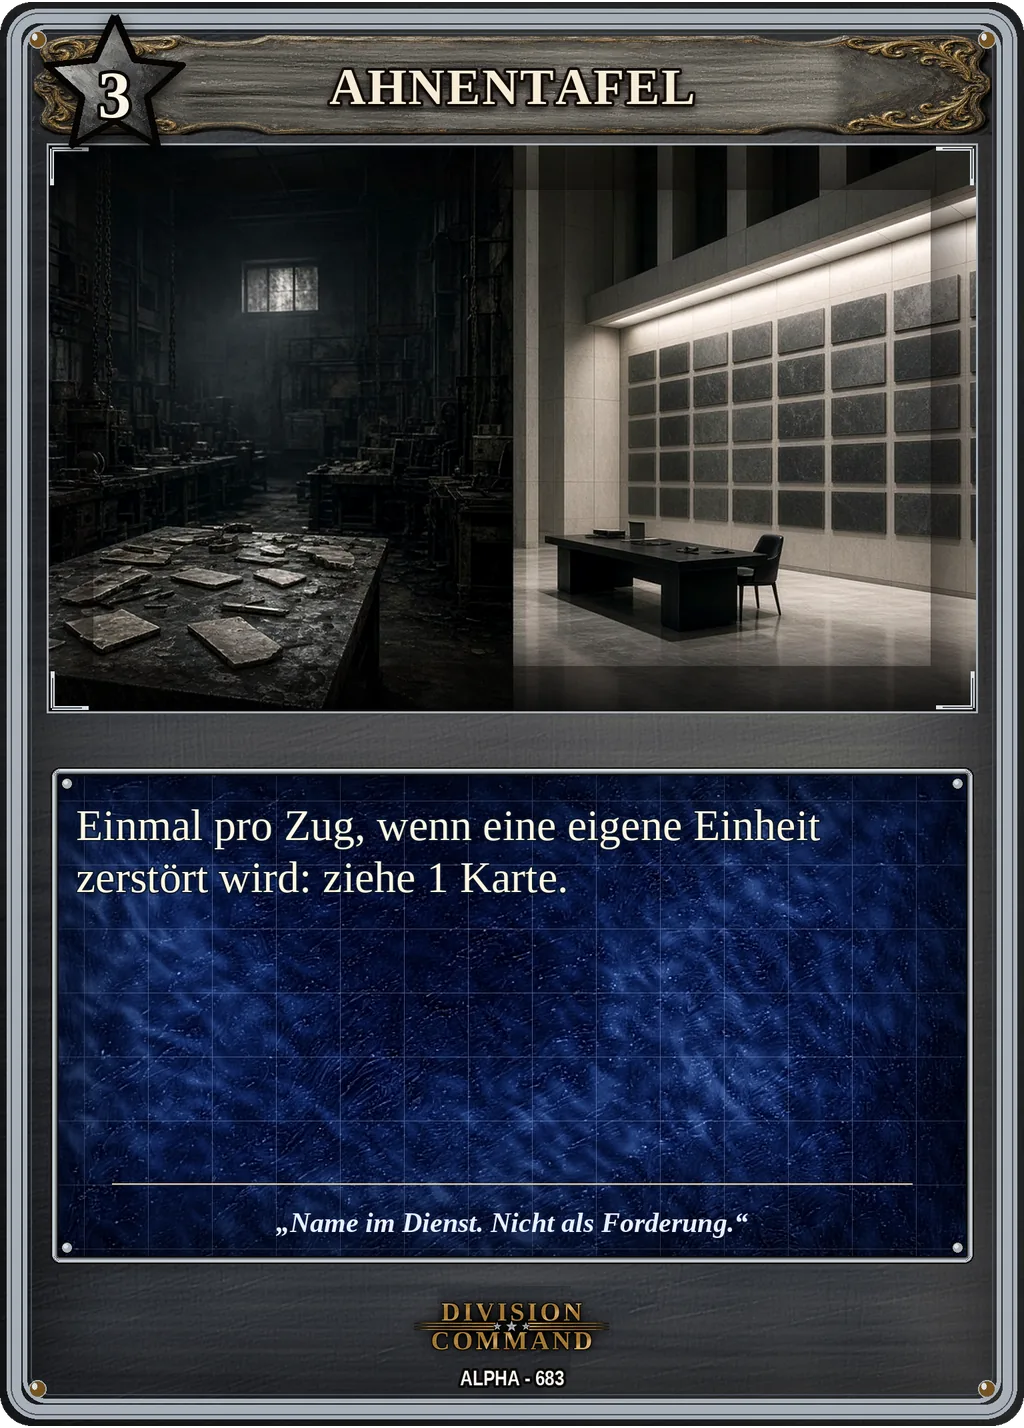 3
AHNENTAFEL
Einmal pro Zug, wenn eine eigene Einheit
zerstört wird: ziehe 1 Karte.
„Name im Dienst. Nicht als Forderung.“
DIVISION
COMMAND
ALPHA - 683